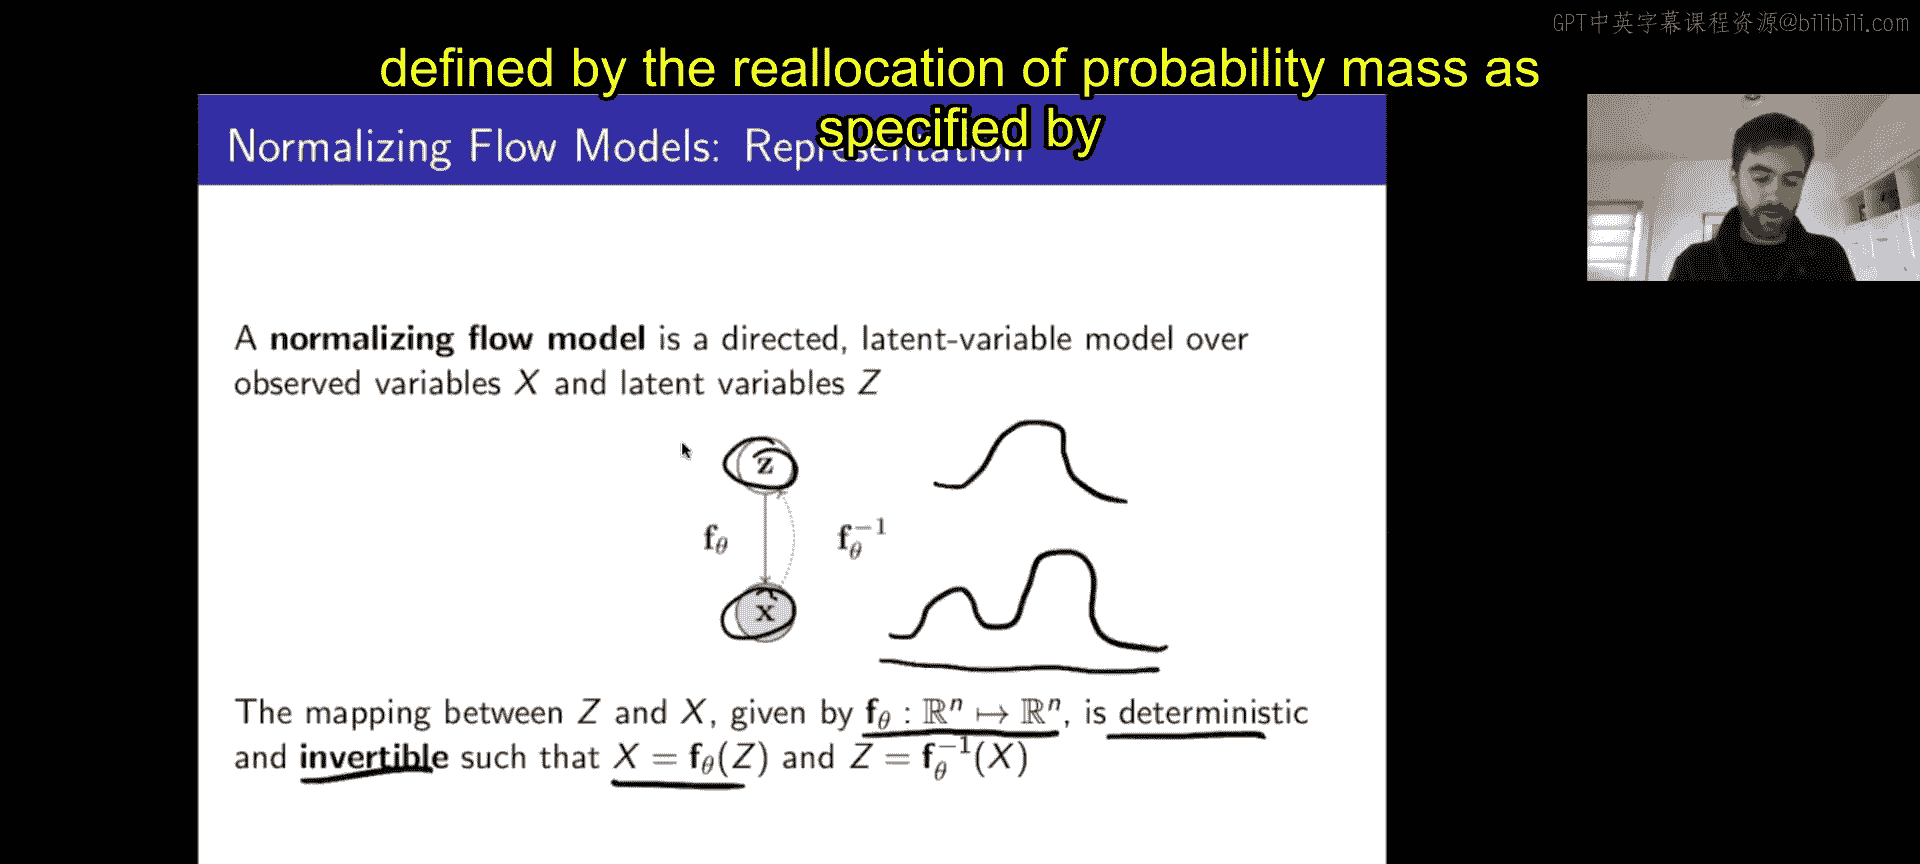 GPT中英字幕课程资源@bilibili.com
defined by the reallocation of probability mass as
specified by
Normalizing Flow Models: Representation
A normalizing flow model is a directed, latent-variable model over
observed variables X and latent variables Z
z
f_θ f_θ^{-1}
x
The mapping between Z and X, given by f_θ : ℝⁿ ↦ ℝⁿ, is deterministic
and invertible such that X = f_θ(Z) and Z = f_θ^{-1}(X)